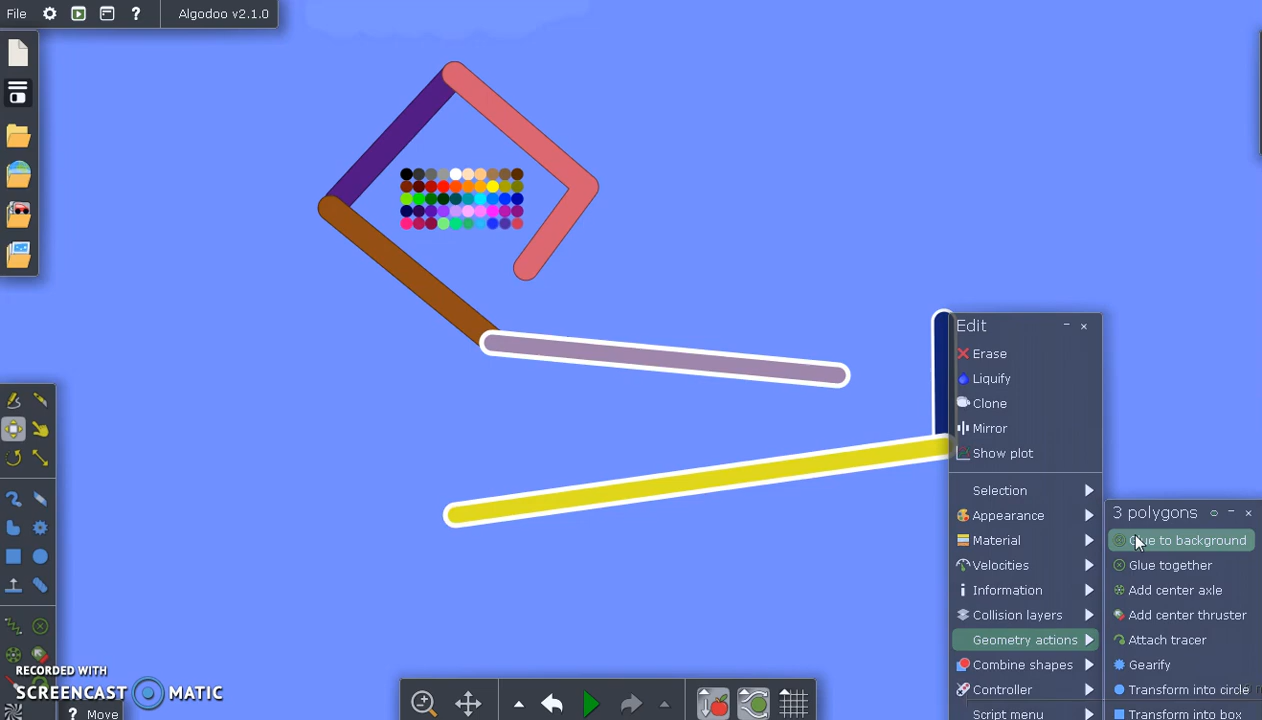 File
?
Algodoo v2.1.0
Edit
Erase
Liquify
Clone
Mirror
Show plot
Selection
Appearance
Material
Velocities
Information
Collision layers
Geometry actions
Combine shapes
Controller
Script menu
3 polygons
Glue to background
Glue together
Add center axle
Add center thruster
Attach tracer
Gearify
Transform into circle
Transform into box
RECORDED WITH
SCREENCAST MATIC
? Move